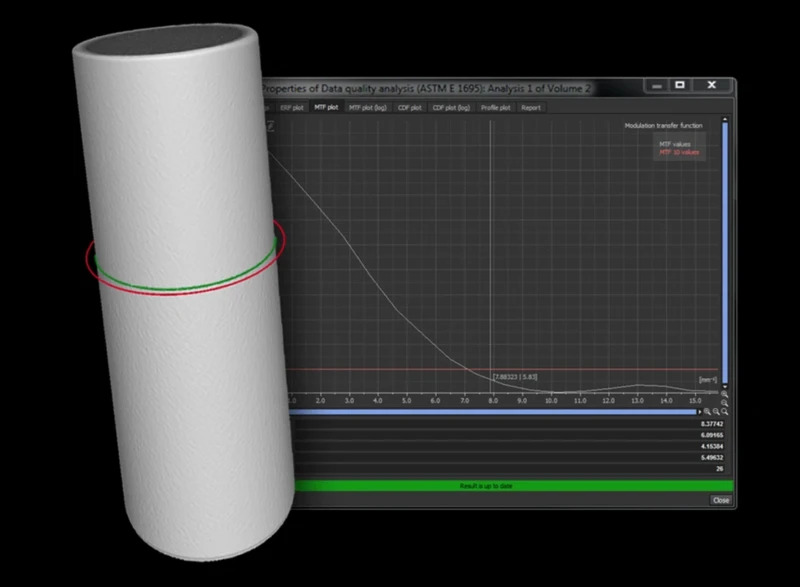 Properties of Data quality analysis (ASTM E 1695): Analysis 1 of Volume 2
ERF plot MTF plot MTF plot (log) CDF plot CDF plot (log) Profile plot Report
Modulation transfer function
MTF values
MTF 10 values
[7.88323 | 5.83]
[mm⁻¹]
2.0 3.0 4.0 5.0 6.0 7.0 8.0 9.0 10.0 11.0 12.0 13.0 14.0 15.0
8.37742
6.09165
4.15384
5.49632
26
Result is up to date
Close